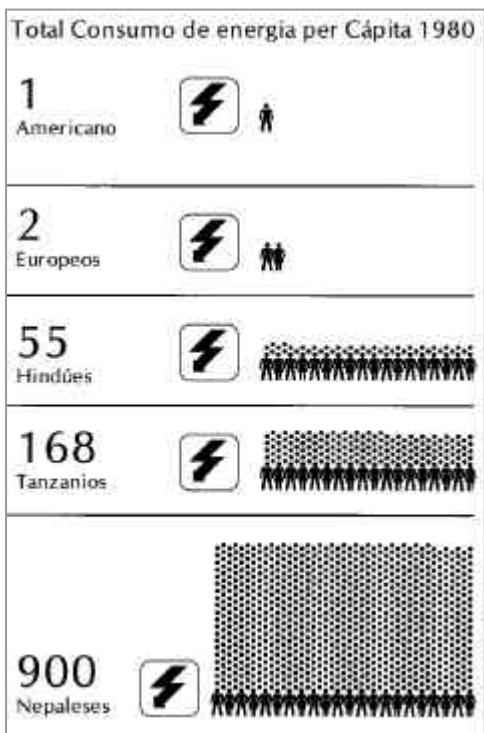 Total Consumo de energia per Cápita 1980
1
Americano
2
Europeos
55
Hindúes
168
Tanzanios
900
Nepaleses